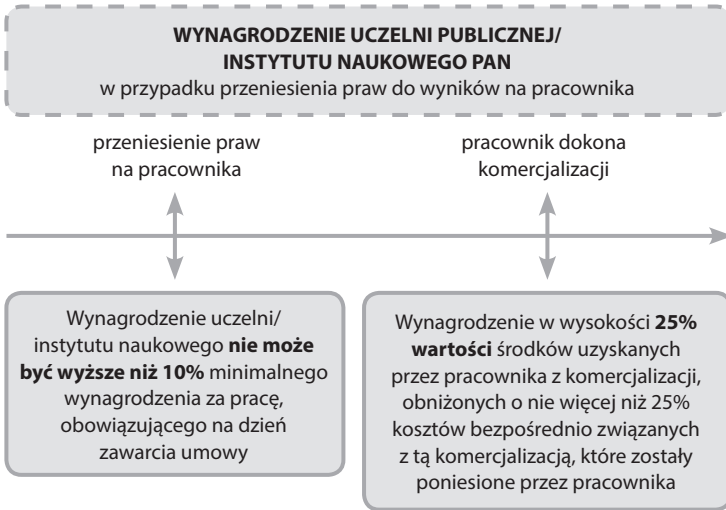 WYNAGRODZENIE UCZELNI PUBLICZNEJ/
INSTYTUTU NAUKOWEGO PAN
w przypadku przeniesienia praw do wyników na pracownika
przeniesienie praw
na pracownika
pracownik dokona
komercjalizacji
Wynagrodzenie uczelni/
instytutu naukowego nie może
być wyższe niż 10% minimalnego
wynagrodzenia za pracę,
obowiązującego na dzień
zawarcia umowy
Wynagrodzenie w wysokości 25%
wartości środków uzyskanych
przez pracownika z komercjalizacji,
obniżonych o nie więcej niż 25%
kosztów bezpośrednio związanych
z tą komercjalizacją, które zostały
poniesione przez pracownika